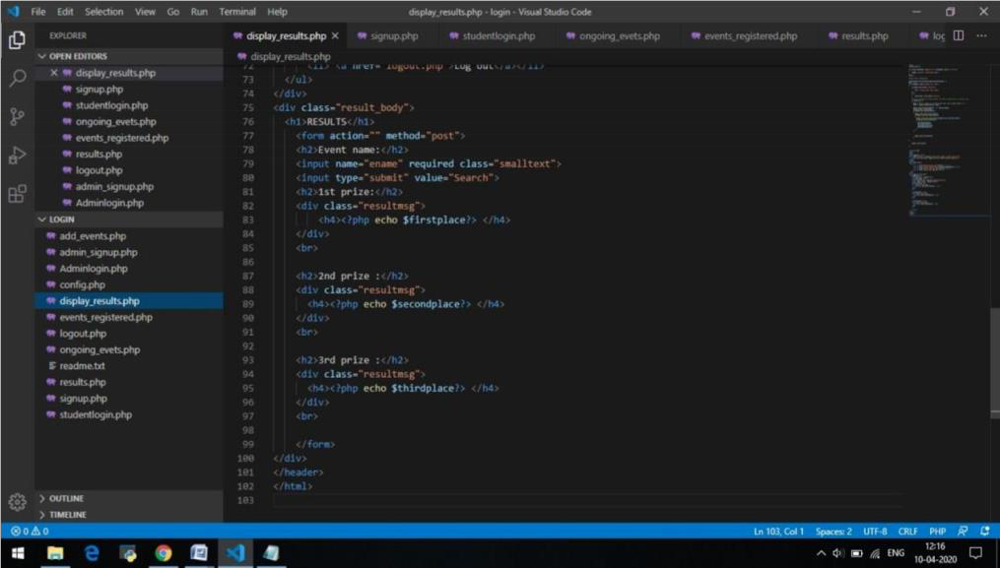 File Edit Selection View Go Run Terminal Help display_results.php - login - Visual Studio Code
EXPLORER
OPEN EDITORS
display_results.php
signup.php
studentlogin.php
ongoing_evets.php
events_registered.php
results.php
logout.php
admin_signup.php
Adminlogin.php
LOGIN
add_events.php
admin_signup.php
Adminlogin.php
config.php
display_results.php
events_registered.php
logout.php
ongoing_evets.php
readme.txt
results.php
signup.php
studentlogin.php
OUTLINE
TIMELINE
display_results.php signup.php studentlogin.php ongoing_evets.php events_registered.php results.php log
display_results.php
72 <li> <a href="logout.php">Log out</a></li>
73 </ul>
74 </div>
75 <div class="result_body">
76 <h1>RESULTS</h1>
77 <form action="" method="post">
78 <h2>Event name:</h2>
79 <input name="ename" required class="smalltext">
80 <input type="submit" value="Search">
81 <h2>1st prize:</h2>
82 <div class="resultmsg">
83 <h4><?php echo $firstplace?> </h4>
84 </div>
85 <br>
86
87 <h2>2nd prize :</h2>
88 <div class="resultmsg">
89 <h4><?php echo $secondplace?> </h4>
90 </div>
91 <br>
92
93 <h2>3rd prize :</h2>
94 <div class="resultmsg">
95 <h4><?php echo $thirdplace?> </h4>
96 </div>
97 <br>
98
99 </form>
100 </div>
101 </header>
102 </html>
103
0 0 Ln 103, Col 1 Spaces: 2 UTF-8 CRLF PHP
ENG 12:16
10-04-2020